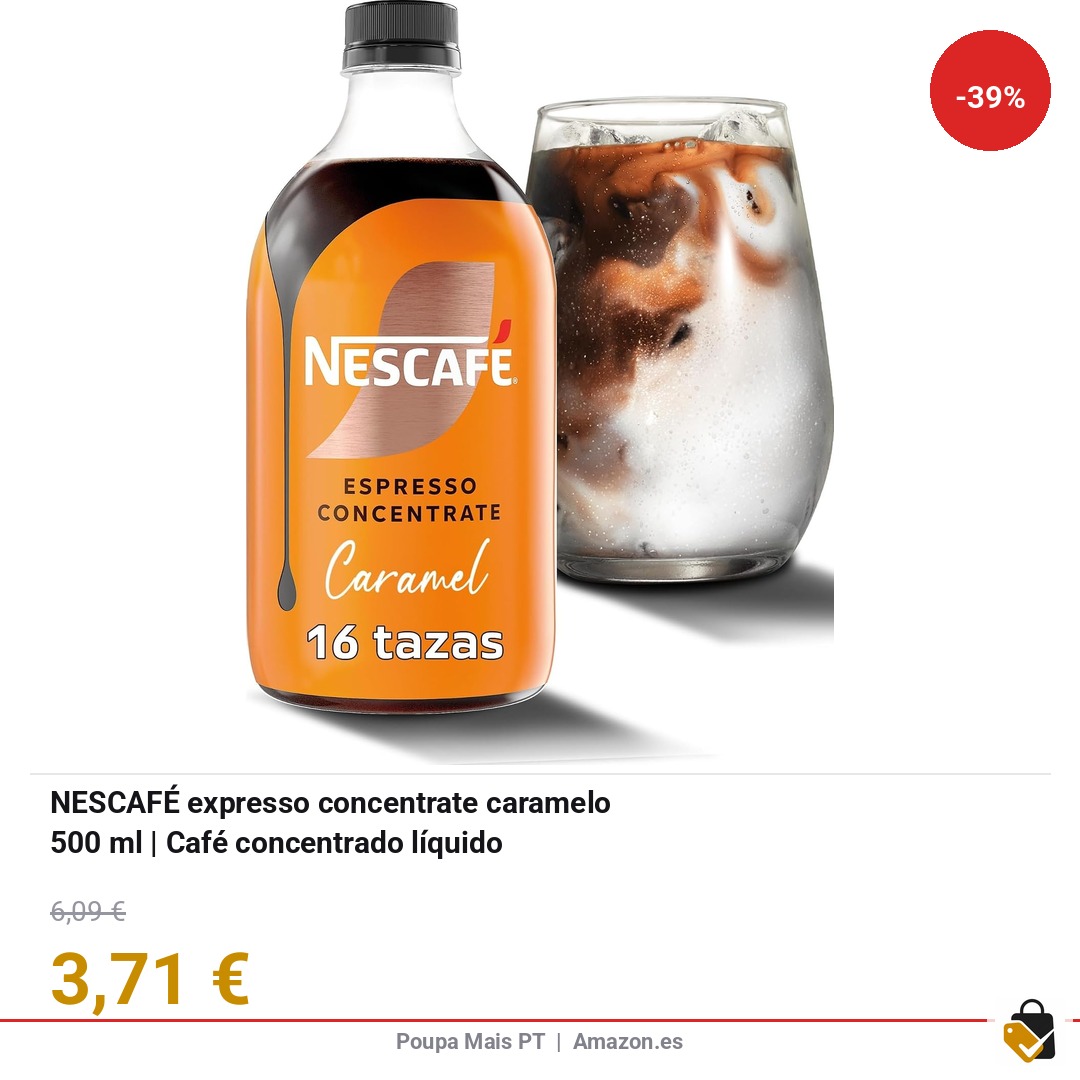 -39%
NESCAFÉ®
ESPRESSO
CONCENTRATE
Caramel
16 tazas
NESCAFÉ expresso concentrate caramelo
500 ml | Café concentrado líquido
6,09 €
3,71 €
Poupa Mais PT | Amazon.es